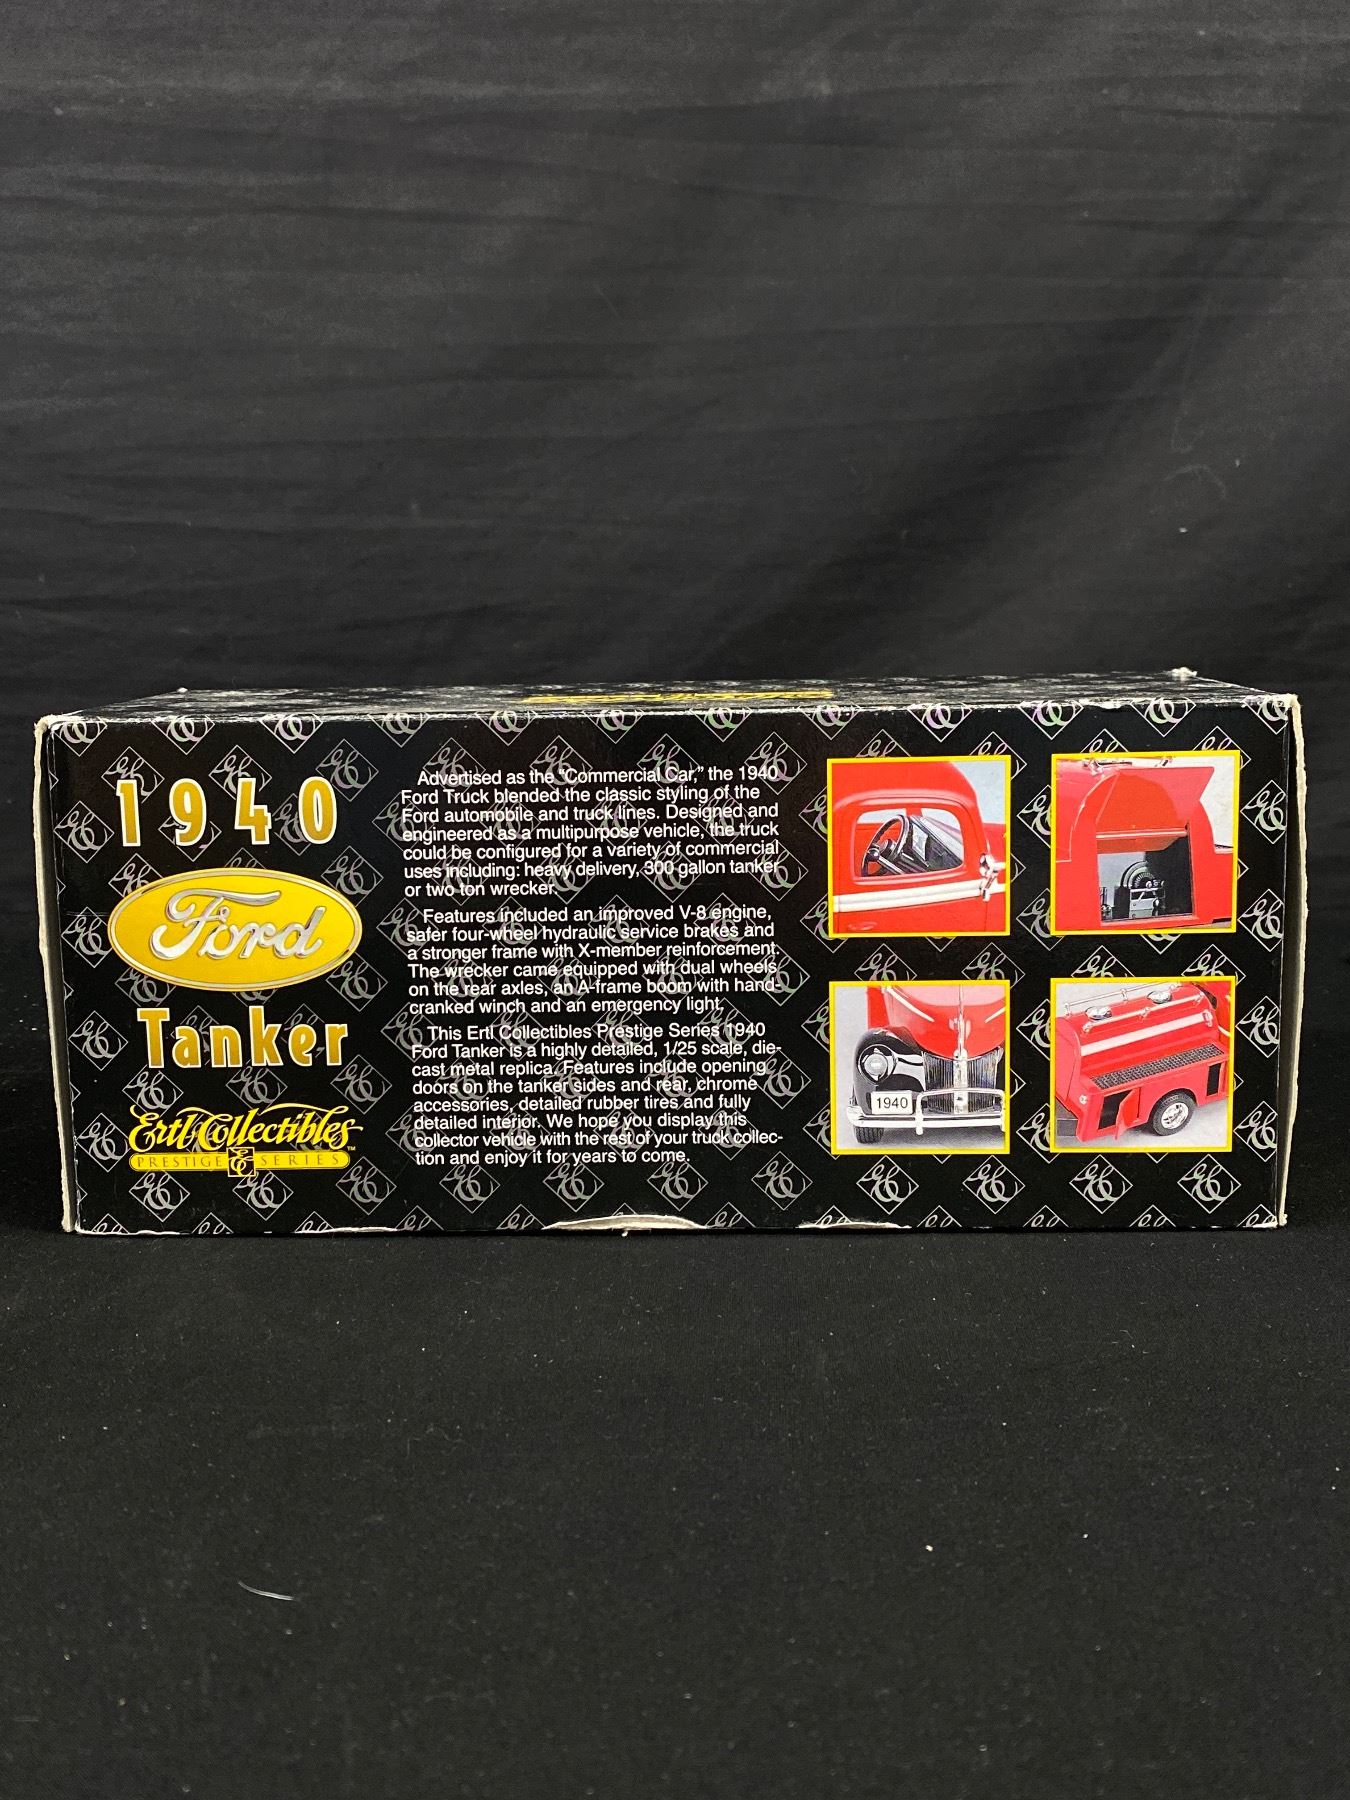 1940
Ford
Tanker
Ertl Collectibles™
PRESTIGE SERIES
Advertised as the "Commercial Car," the 1940
Ford Truck blended the classic styling of the
Ford automobile and truck lines. Designed and
engineered as a multipurpose vehicle, the truck
could be configured for a variety of commercial
uses including: heavy delivery, 300 gallon tanker
or two ton wrecker.
Features included an improved V-8 engine,
safer four-wheel hydraulic service brakes and
a stronger frame with X-member reinforcement.
The wrecker came equipped with dual wheels
on the rear axles, an A-frame boom with hand-
cranked winch and an emergency light.
This Ertl Collectibles Prestige Series 1940
Ford Tanker is a highly detailed, 1/25 scale, die-
cast metal replica. Features include opening
doors on the tanker sides and rear, chrome
accessories, detailed rubber tires and fully
detailed interior. We hope you display this
collector vehicle with the rest of your truck collec-
tion and enjoy it for years to come.
1940